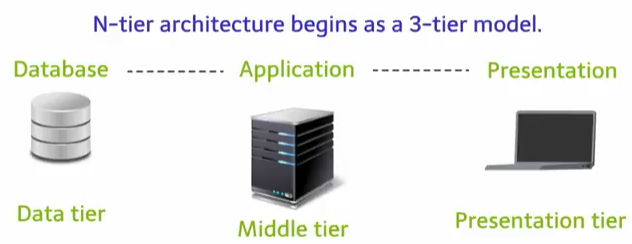 N-tier architecture begins as a 3-tier model.
Database
Application
Presentation
Data tier
Middle tier
Presentation tier